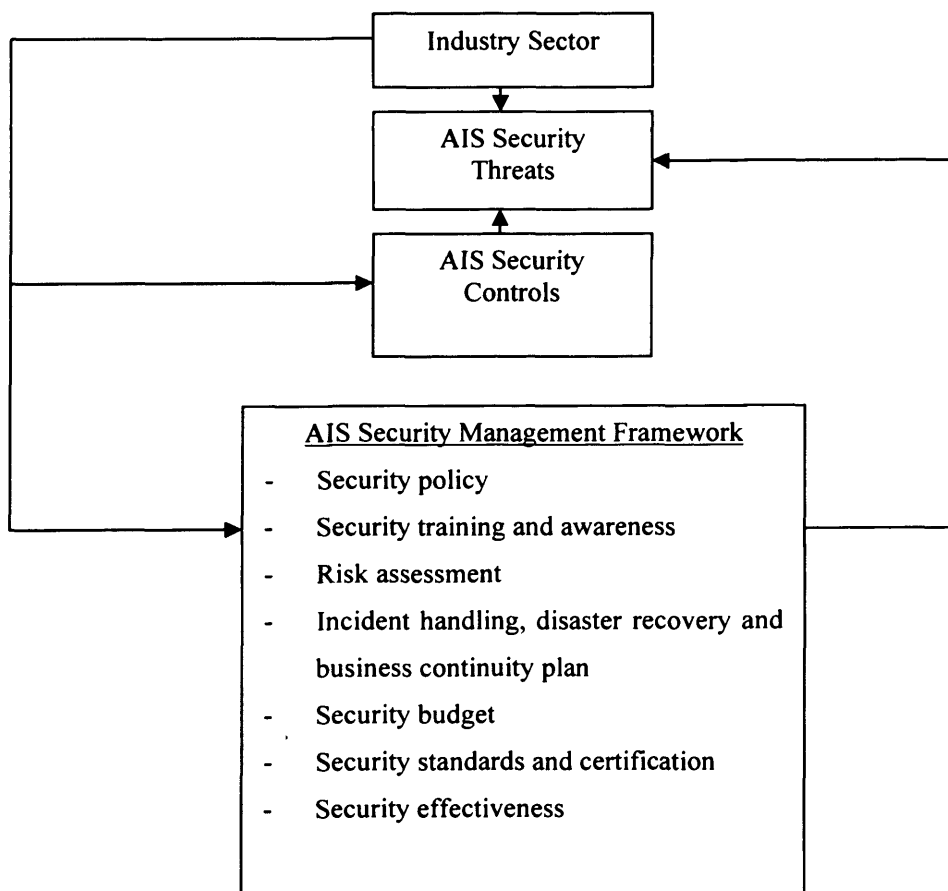 Industry Sector
AIS Security
Threats
AIS Security
Controls
AIS Security Management Framework
- Security policy
- Security training and awareness
- Risk assessment
- Incident handling, disaster recovery and
business continuity plan
- Security budget
- Security standards and certification
- Security effectiveness